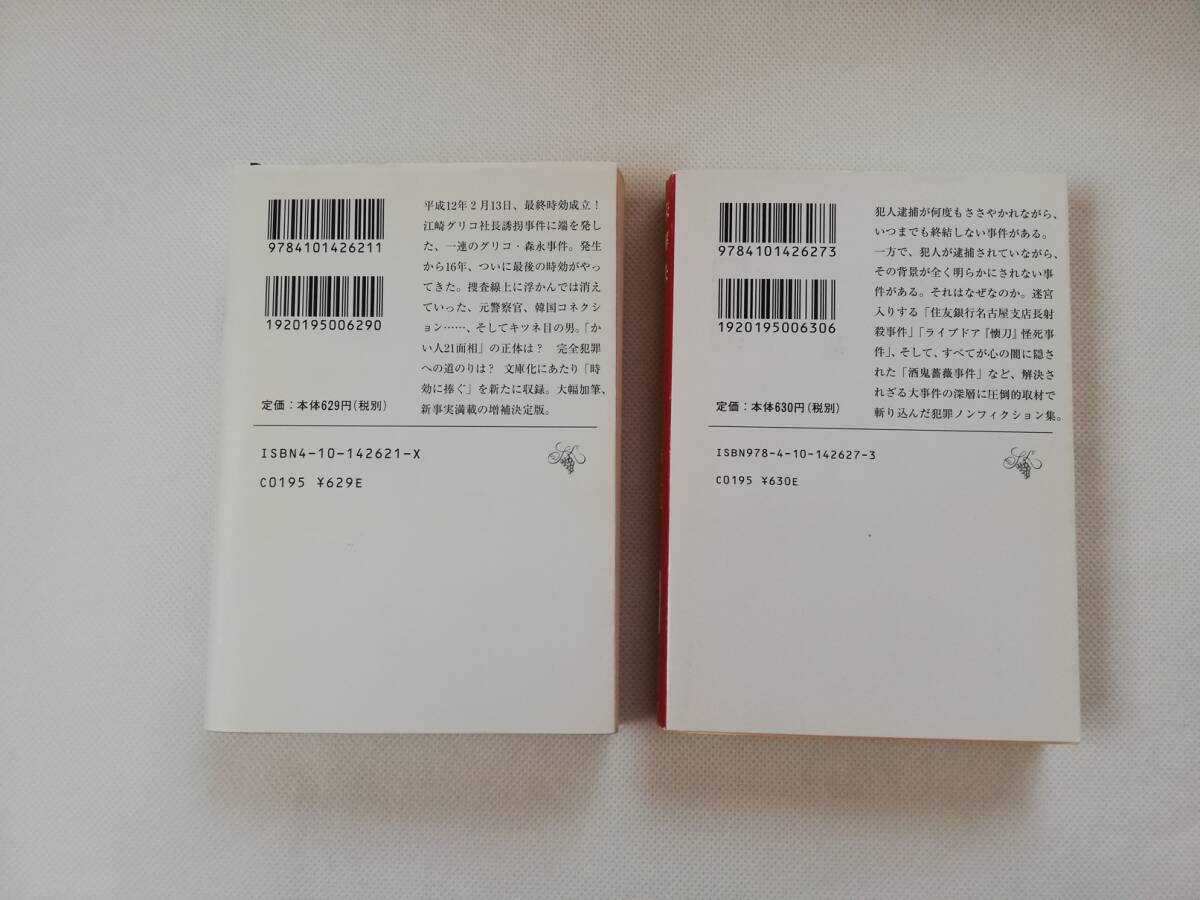 9784101426211
1920195006290
定価：本体629円（税別）
平成12年2月13日、最終時効成立！
江崎グリコ社長誘拐事件に端を発し
た、一連のグリコ・森永事件。発生
から16年、ついに最後の時効がやっ
てきた。捜査線上に浮かんでは消え
ていった、元警察官、韓国コネクシ
ョン……、そしてキツネ目の男。「か
い人21面相」の正体は？　完全犯罪
への道のりは？　文庫化にあたり「時
効に捧ぐ」を新たに収録。大幅加筆、
新事実満載の増補決定版。
ISBN4-10-142621-X
C0195 ¥629E
9784101426273
1920195006306
定価：本体630円（税別）
犯人逮捕が何度もささやかれながら、
いつまでも終結しない事件がある。
一方で、犯人が逮捕されていながら、
その背景が全く明らかにされない事
件がある。それはなぜなのか。迷宮
入りする「住友銀行名古屋支店長射
殺事件」「ライブドア『懐刀』怪死事
件」、そして、すべてが心の闇に隠さ
れた「酒鬼薔薇事件」など、解決さ
れざる大事件の深層に圧倒的取材で
斬り込んだ犯罪ノンフィクション集。
ISBN978-4-10-142627-3
C0195 ¥630E